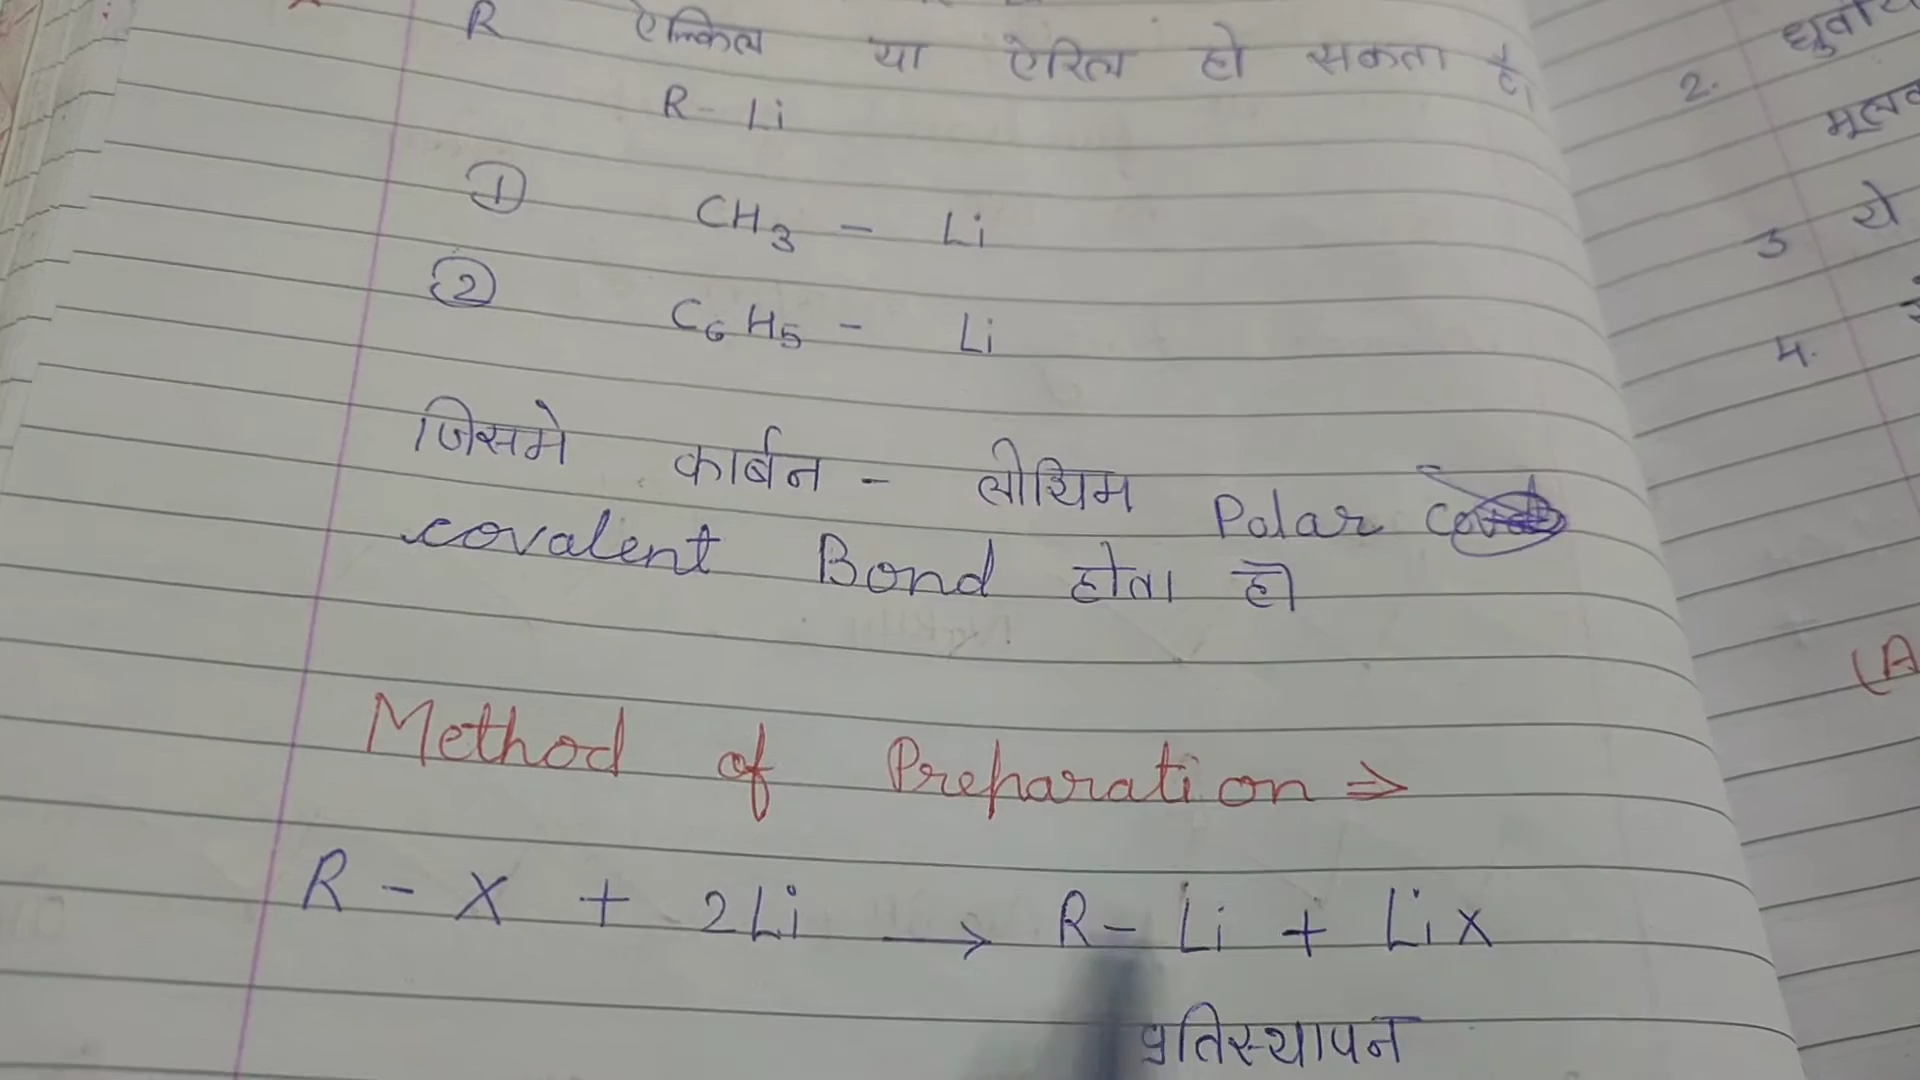 R ऐल्किल या ऐरिल हो सकता है।
R - Li
① CH₃ - Li
② C₆H₅ - Li
जिसमे कार्बन - लीथिम Polar
covalent Bond होता है
Method of Preparation ⇒
R - X + 2Li → R - Li + Lix
प्रतिस्थापन
2.
3 ये
4.
(A